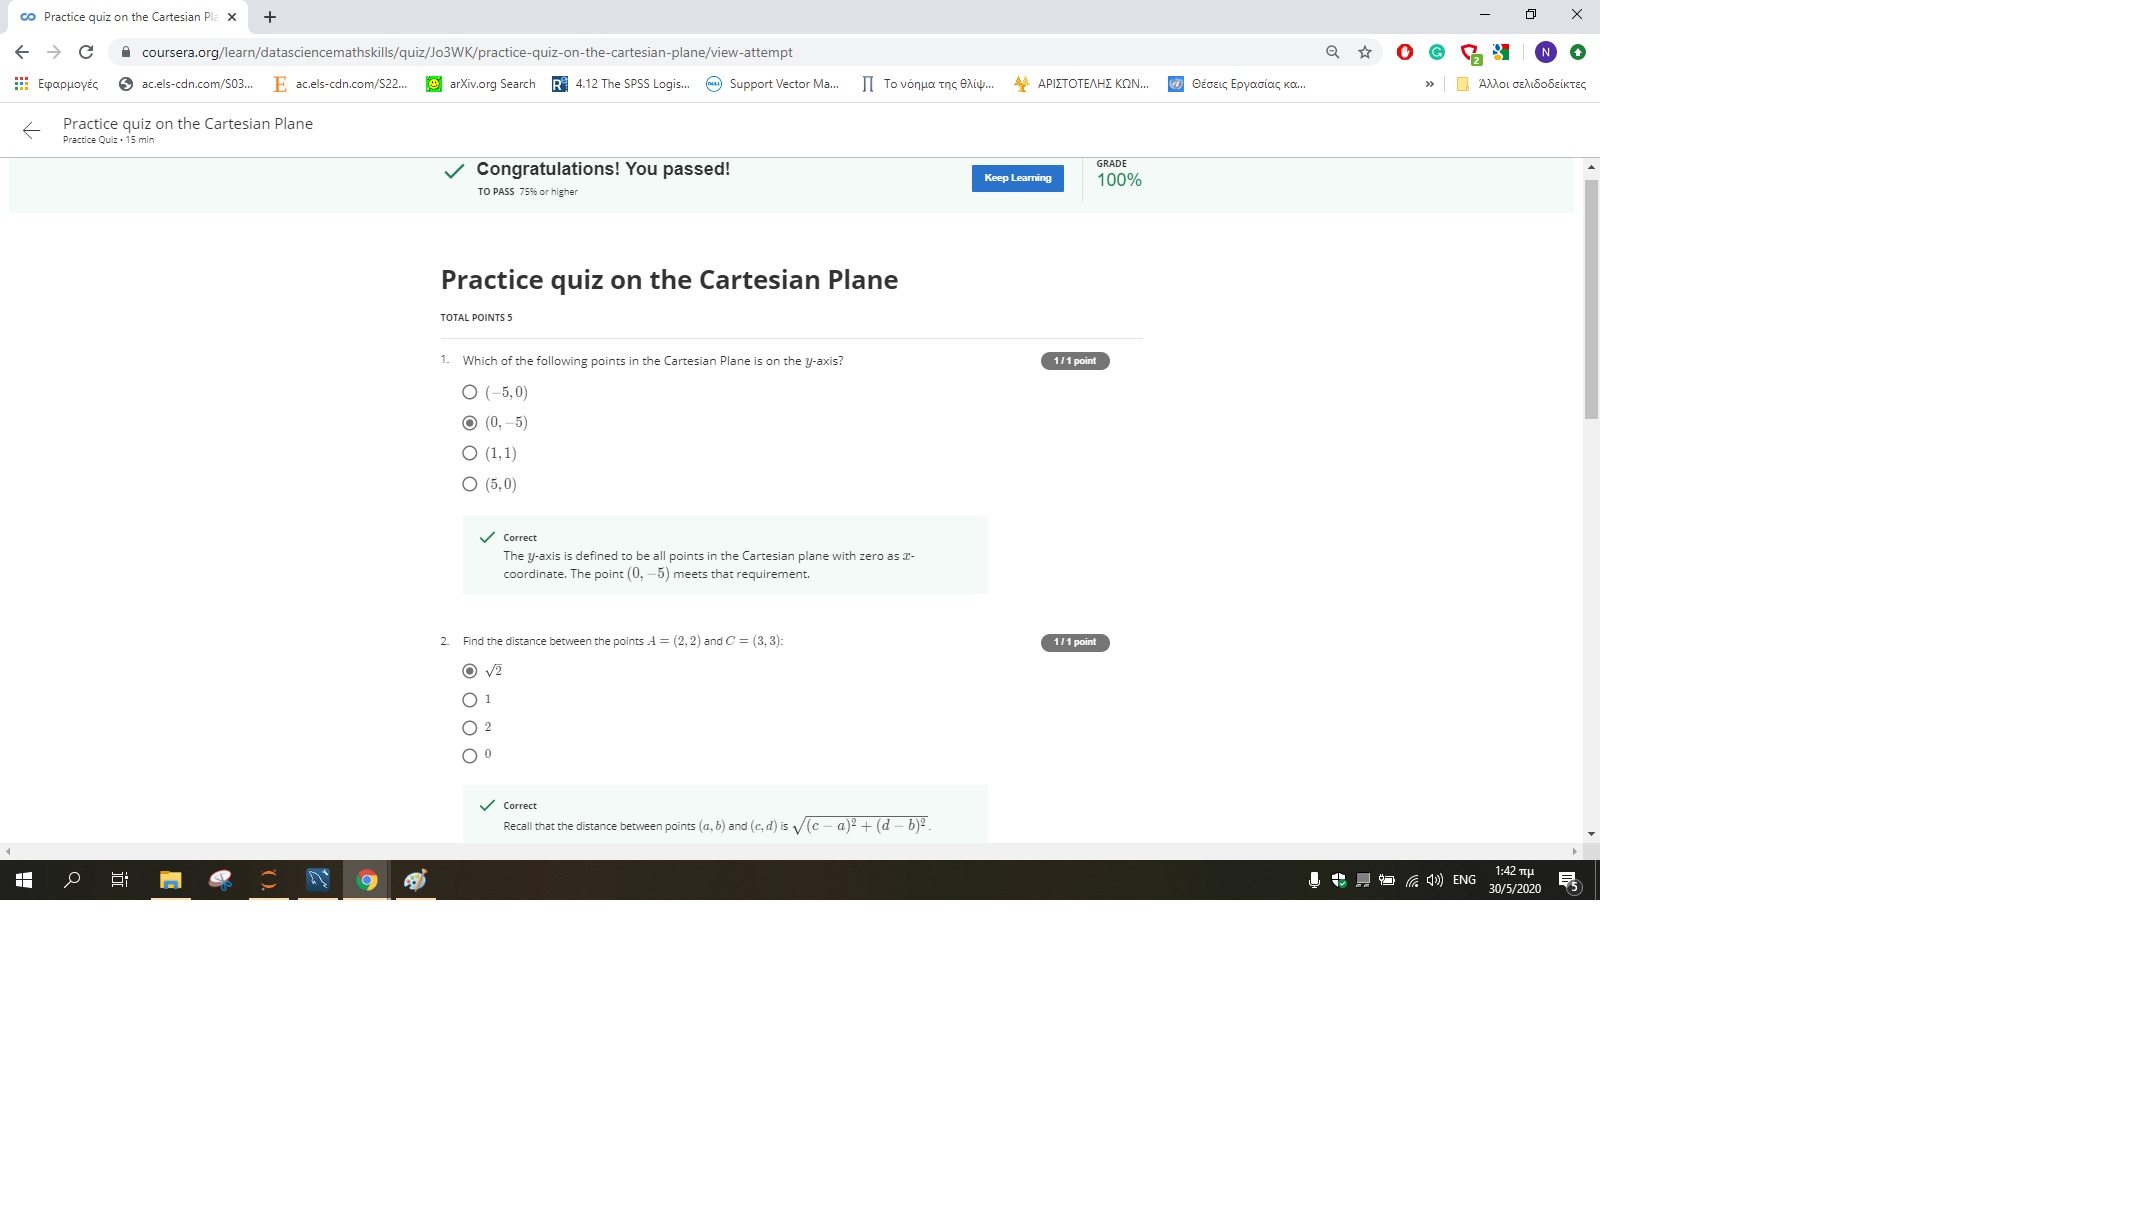 Practice quiz on the Cartesian Pla
coursera.org/learn/datasciencemathskills/quiz/Jo3WK/practice-quiz-on-the-cartesian-plane/view-attempt
2
N
Εφαρμογές ac.els-cdn.com/S03... ac.els-cdn.com/S22... arXiv.org Search 4.12 The SPSS Logis... Support Vector Ma... Το νόημα της θλίψ... ΑΡΙΣΤΟΤΕΛΗΣ ΚΩΝ... Θέσεις Εργασίας κα... » Άλλοι σελιδοδείκτες
Practice quiz on the Cartesian Plane
Practice Quiz • 15 min
Congratulations! You passed!
TO PASS 75% or higher
Keep Learning
GRADE
100%
Practice quiz on the Cartesian Plane
TOTAL POINTS 5
1. Which of the following points in the Cartesian Plane is on the y-axis? 1 / 1 point
(−5, 0)
(0, −5)
(1, 1)
(5, 0)
Correct
The y-axis is defined to be all points in the Cartesian plane with zero as x-
coordinate. The point (0, −5) meets that requirement.
2. Find the distance between the points A = (2, 2) and C = (3, 3): 1 / 1 point
√2
1
2
0
Correct
Recall that the distance between points (a, b) and (c, d) is √(c − a)² + (d − b)² .
ENG 1:42 πμ
30/5/2020
5